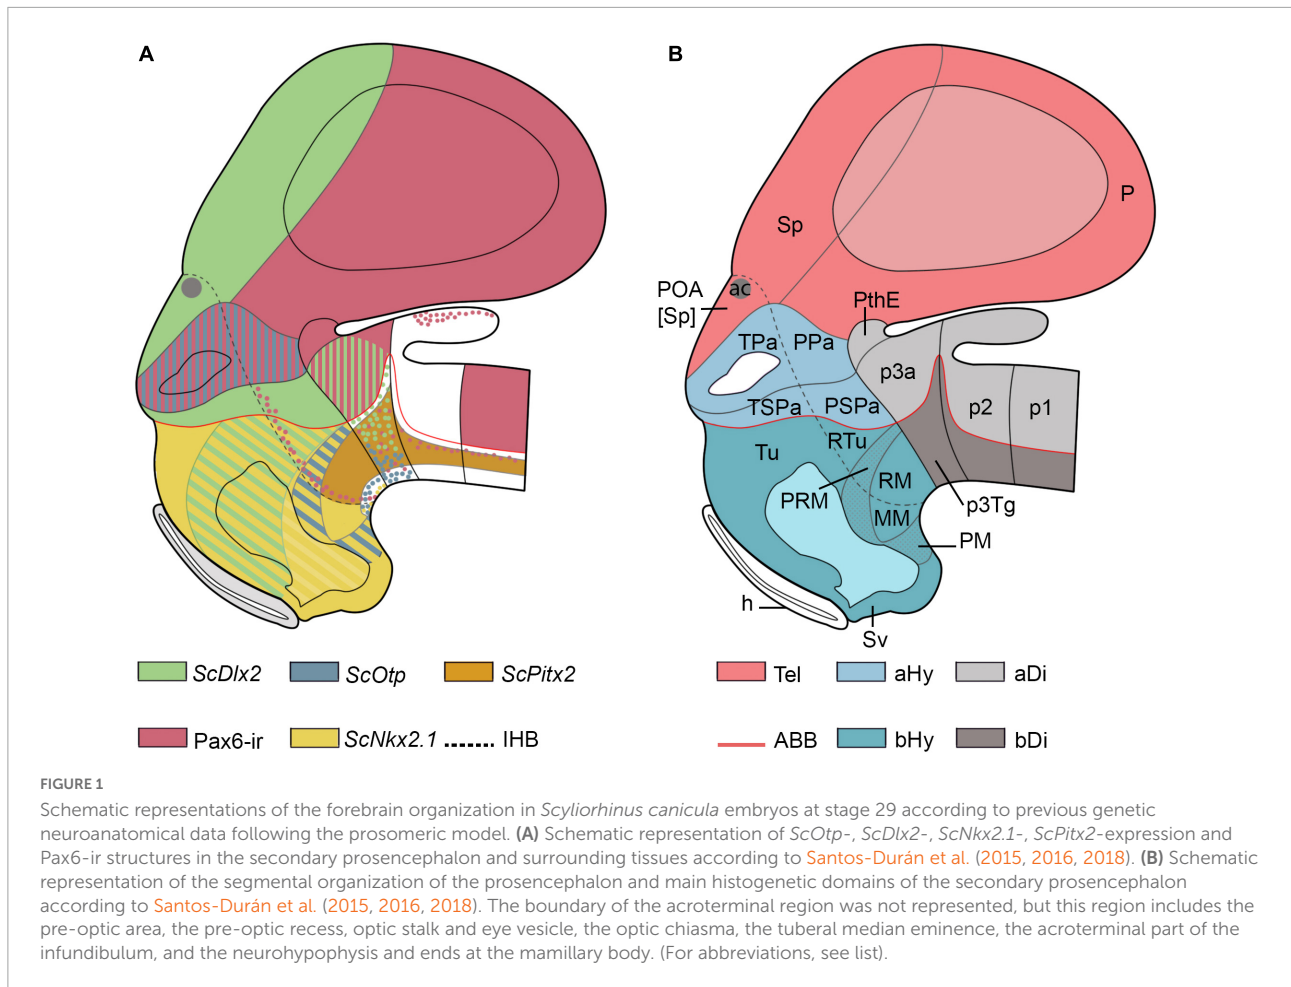 A
B
P
Sp
POA
[Sp]
ac
PthE
TPa
PPa
p3a
TSPa
PSPa
p2
p1
Tu
RTu
PRM
RM
MM
p3Tg
PM
h
Sv
ScDlx2
ScOtp
ScPitx2
Tel
aHy
aDi
Pax6-ir
ScNkx2.1
IHB
ABB
bHy
bDi
FIGURE 1
Schematic representations of the forebrain organization in Scyliorhinus canicula embryos at stage 29 according to previous genetic
neuroanatomical data following the prosomeric model. (A) Schematic representation of ScOtp-, ScDlx2-, ScNkx2.1-, ScPitx2-expression and
Pax6-ir structures in the secondary prosencephalon and surrounding tissues according to Santos-Durán et al. (2015, 2016, 2018). (B) Schematic
representation of the segmental organization of the prosencephalon and main histogenetic domains of the secondary prosencephalon
according to Santos-Durán et al. (2015, 2016, 2018). The boundary of the acroterminal region was not represented, but this region includes the
pre-optic area, the pre-optic recess, optic stalk and eye vesicle, the optic chiasma, the tuberal median eminence, the acroterminal part of the
infundibulum, and the neurohypophysis and ends at the mamillary body. (For abbreviations, see list).